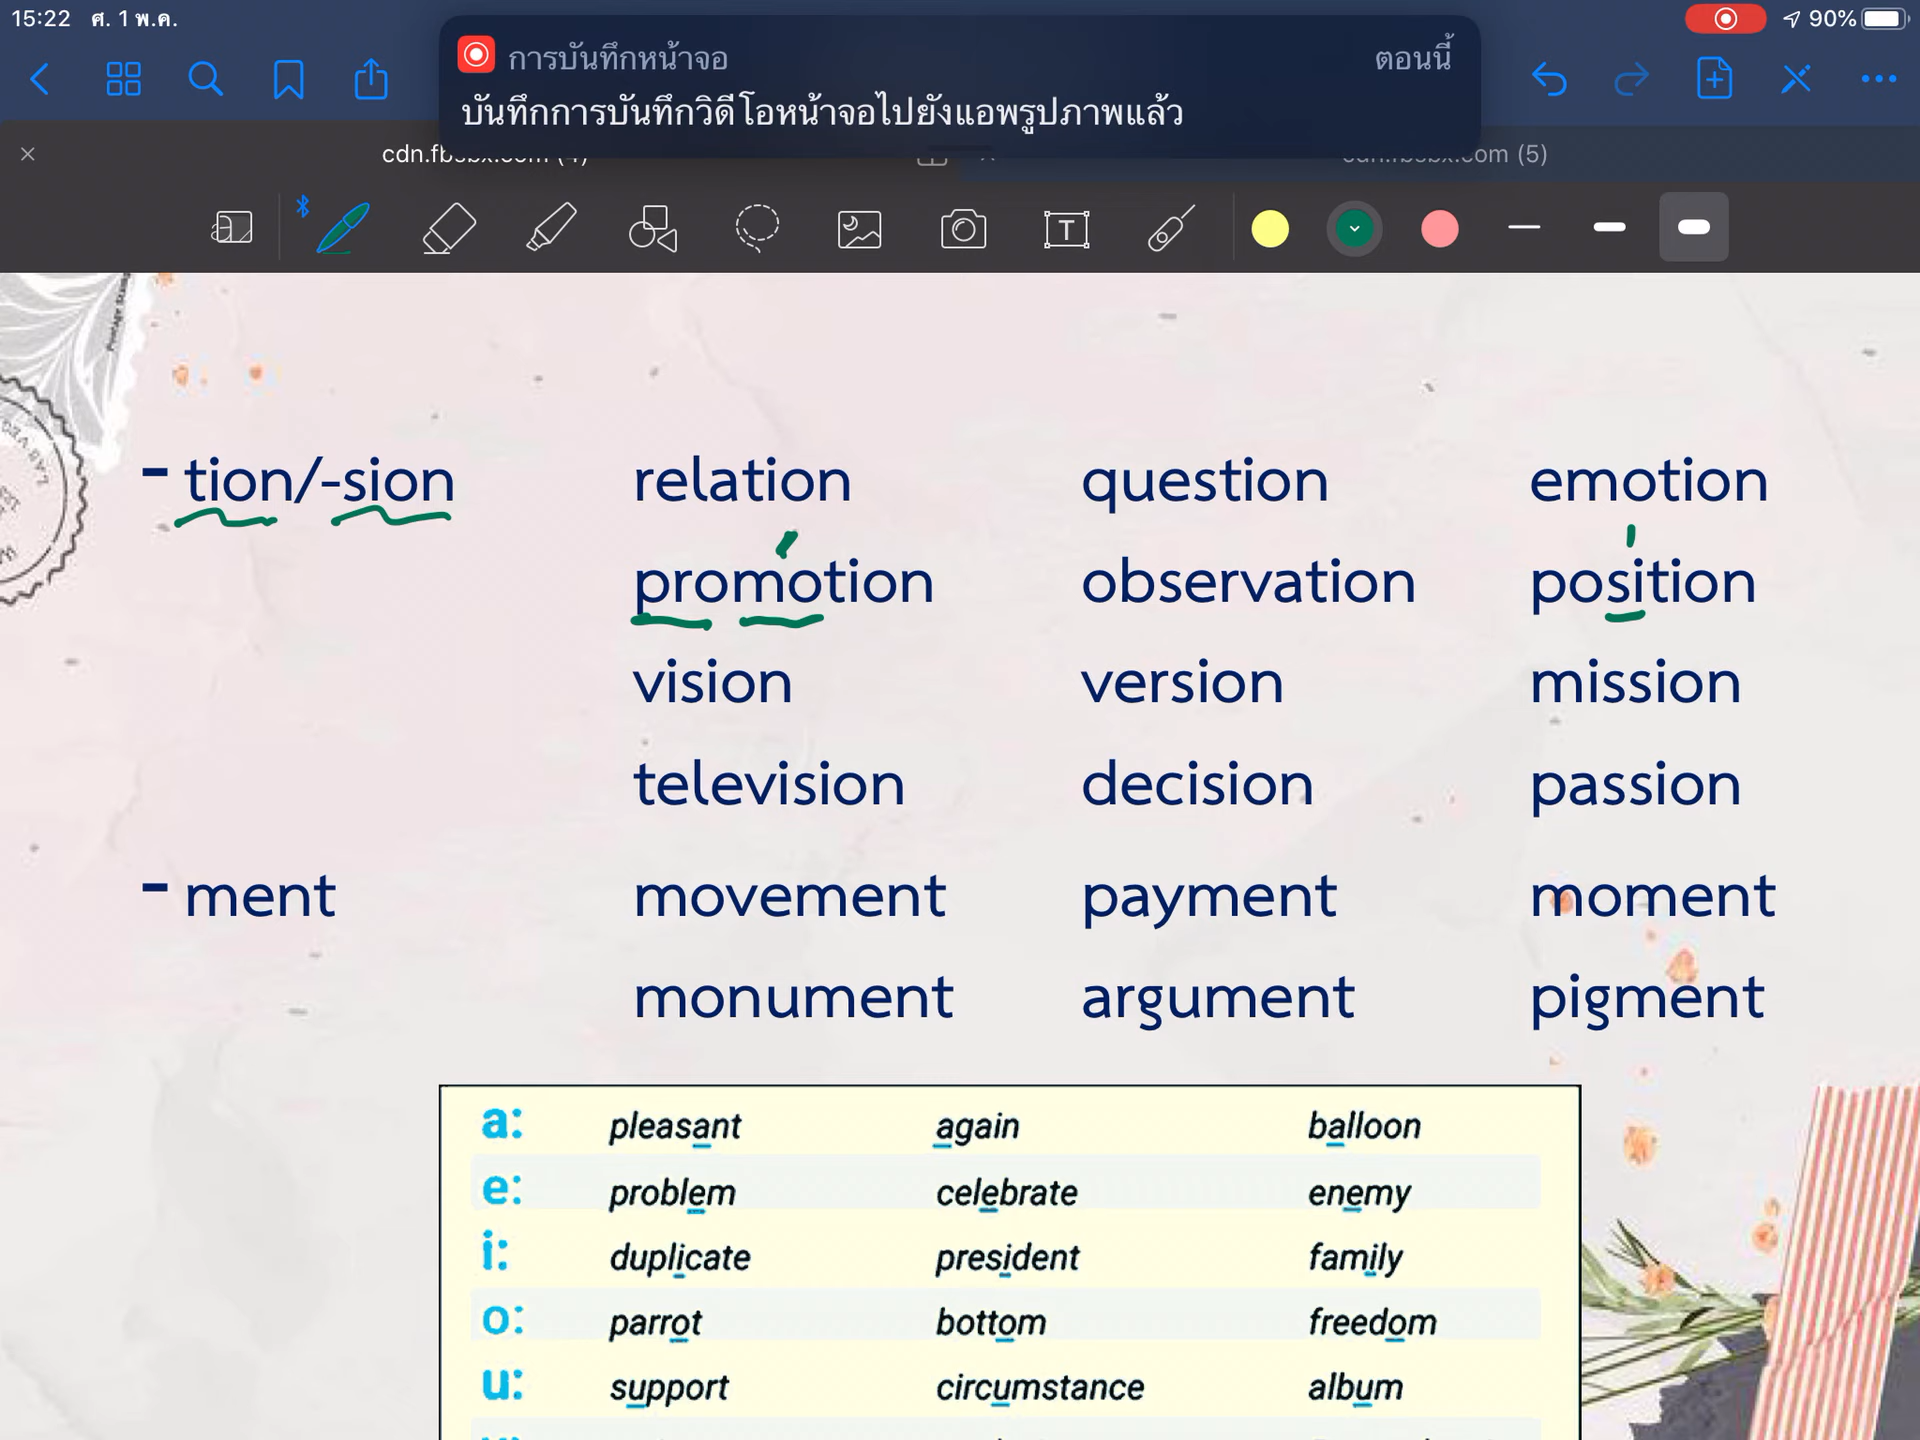 15:22 ศ. 1 พ.ค. 90%
การบันทึกหน้าจอ ตอนนี้
บันทึกการบันทึกวิดีโอหน้าจอไปยังแอพรูปภาพแล้ว
(5)
T
- tion/-sion relation question emotion
promotion observation position
vision version mission
television decision passion
- ment movement payment moment
monument argument pigment
a: pleasant again balloon
e: problem celebrate enemy
i: duplicate president family
o: parrot bottom freedom
u: support circumstance album